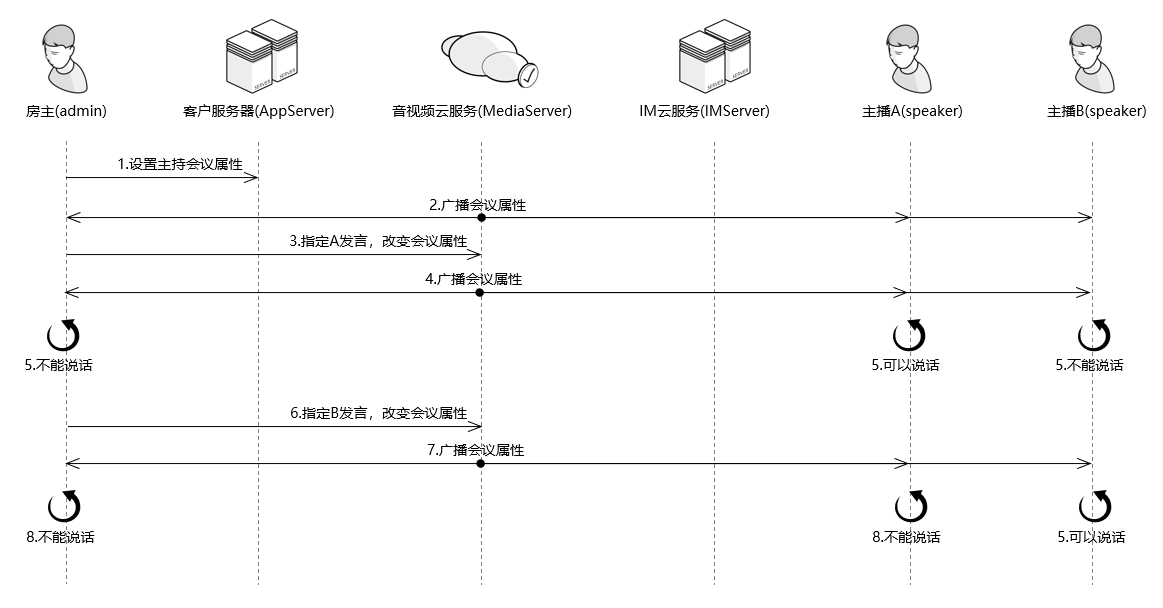 SERVER SERVER
SERVER SERVER
房主(admin) 客户服务器(AppServer) 音视频云服务(MediaServer) IM云服务(IMServer) 主播A(speaker) 主播B(speaker)
1.设置主持会议属性
2.广播会议属性
3.指定A发言，改变会议属性
4.广播会议属性
5.不能说话 5.可以说话 5.不能说话
6.指定B发言，改变会议属性
7.广播会议属性
8.不能说话 8.不能说话 5.可以说话